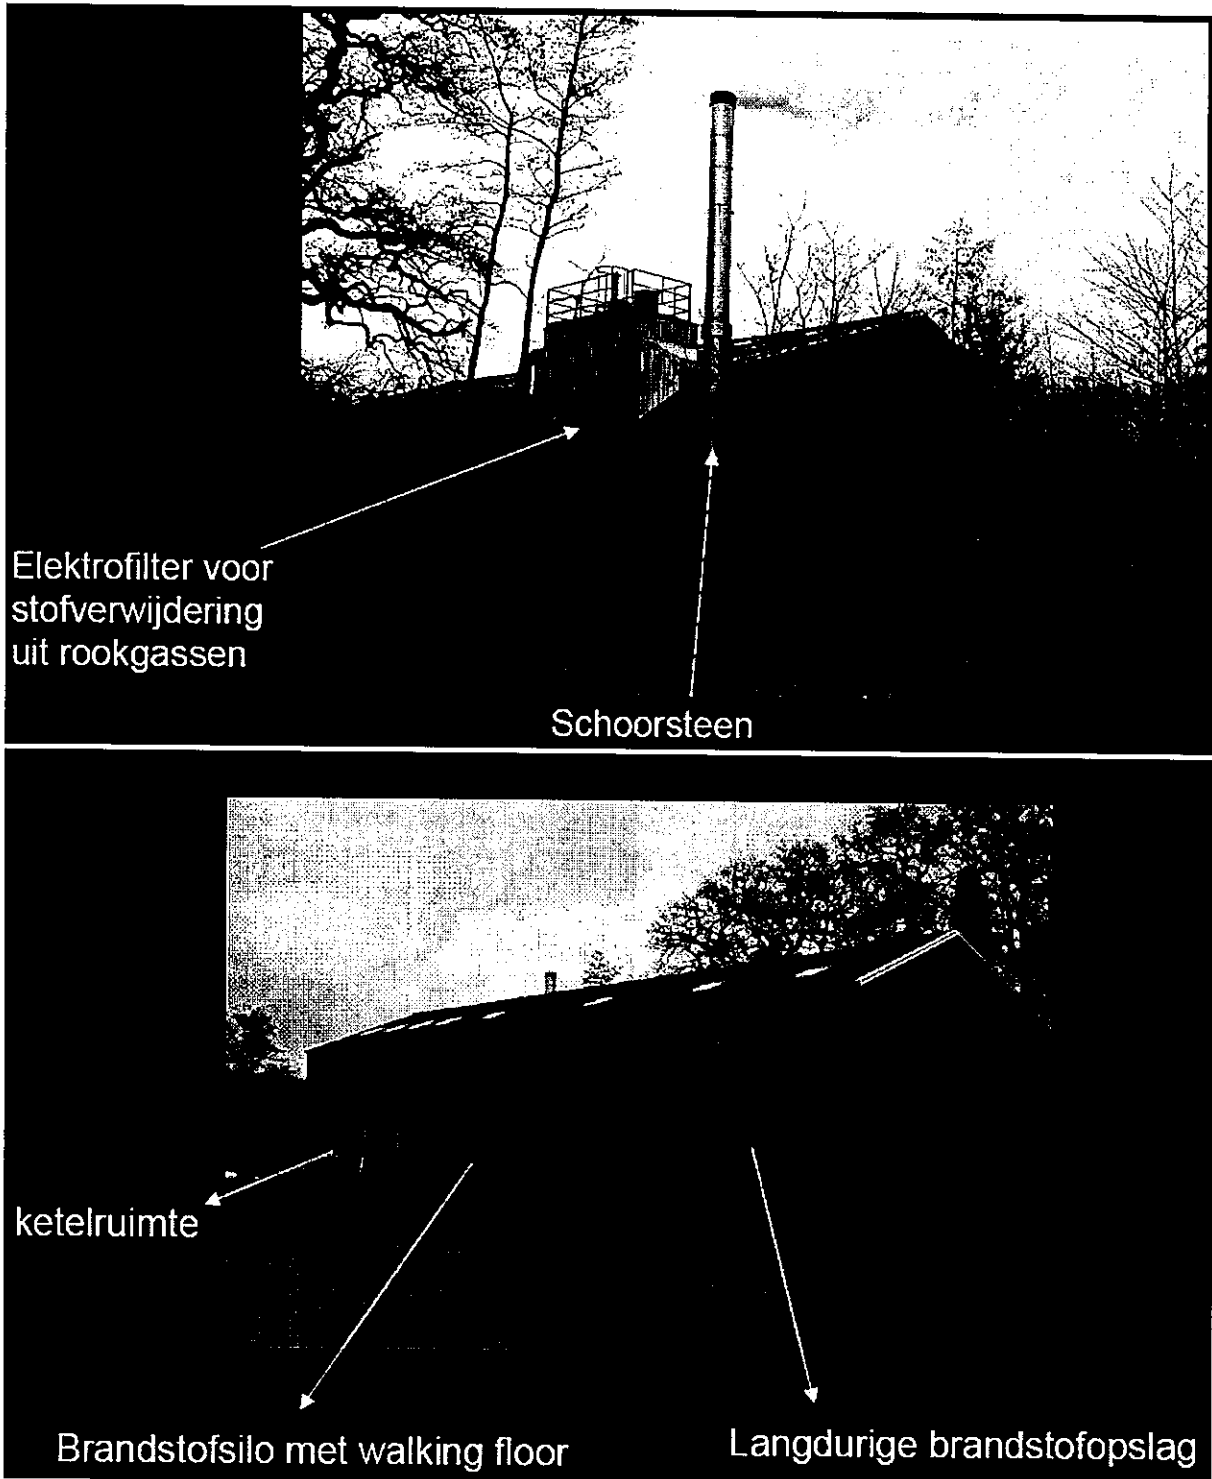 Elektrofilter voor
stofverwijdering
uit rookgassen
Schoorsteen
ketelruimte
Brandstofsilo met walking floor
Langdurige brandstofopslag